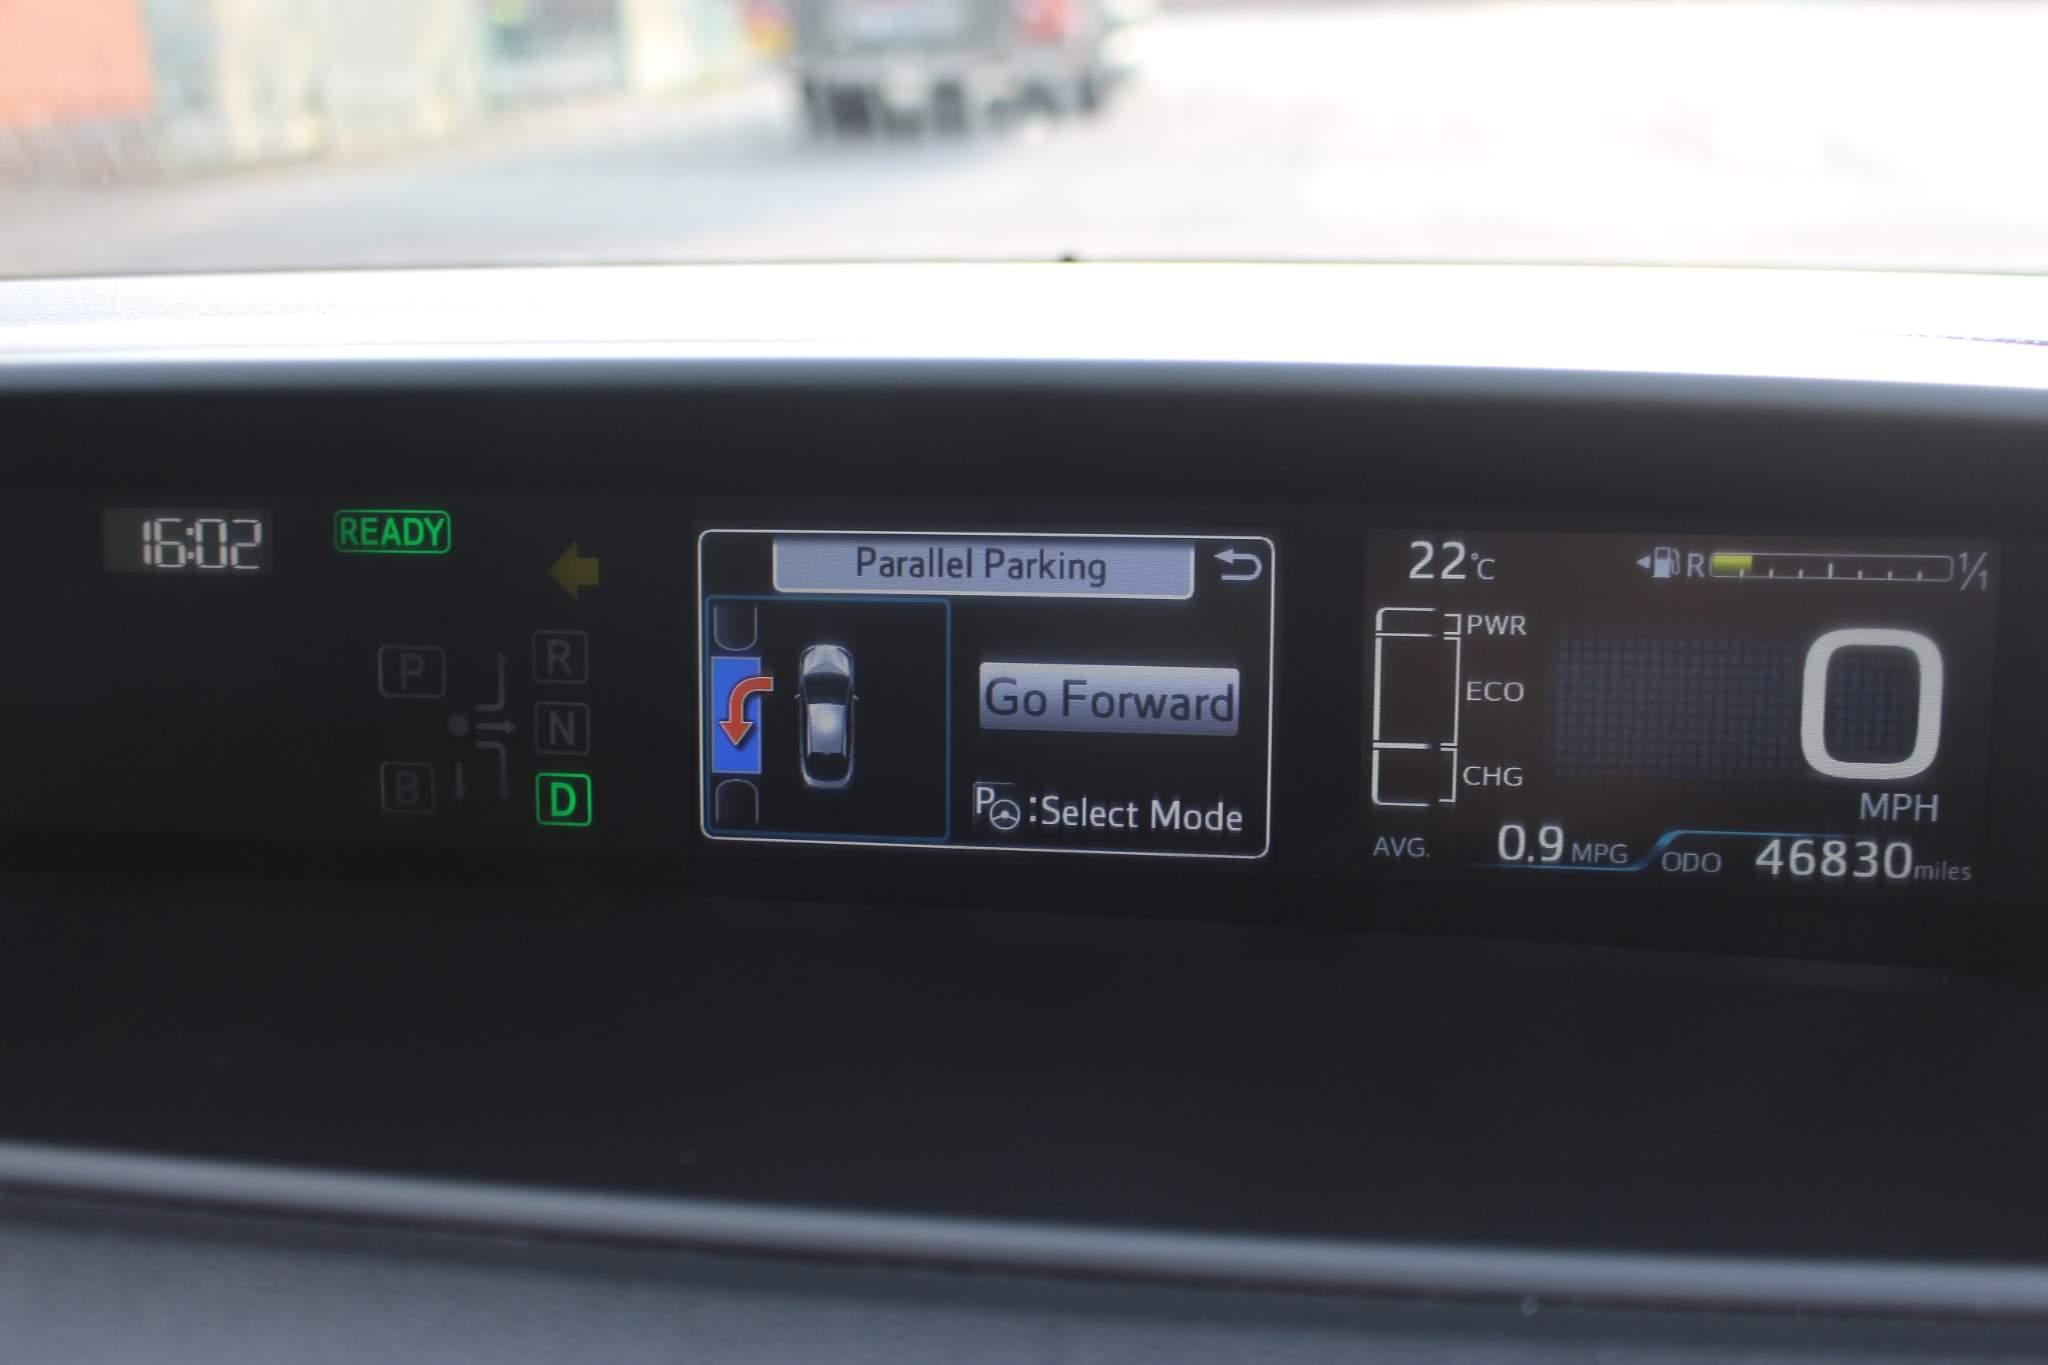 16:02
READY
P
R
N
B
D
Parallel Parking
Go Forward
P:Select Mode
22°C
R 1/1
PWR
ECO
CHG
0
MPH
AVG. 0.9 MPG
ODO 46830 miles